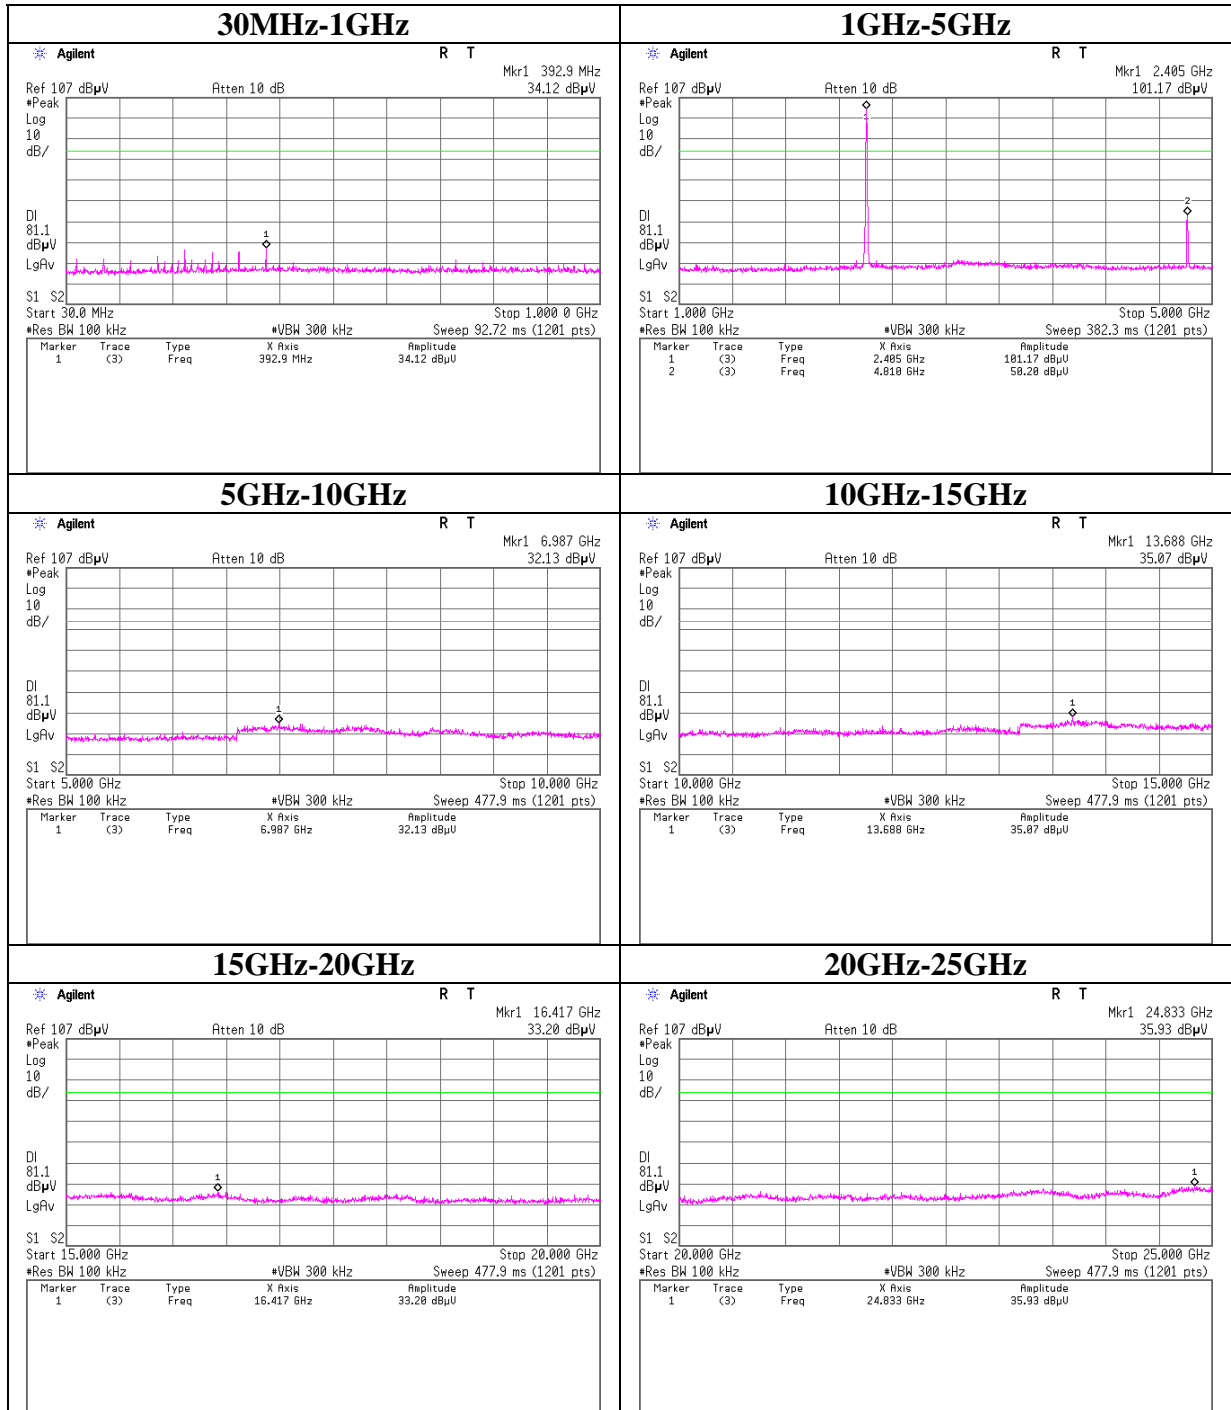 30MHz-1GHz
Agilent R T
Mkr1 392.9 MHz
Ref 107 dBµV Atten 10 dB 34.12 dBµV
#Peak
Log
10
dB/
DI
81.1
dBµV
LgAv
S1 S2
1
Start 30.0 MHz Stop 1.000 0 GHz
#Res BW 100 kHz #VBW 300 kHz Sweep 92.72 ms (1201 pts)
Marker Trace Type X Axis Amplitude
1 (3) Freq 392.9 MHz 34.12 dBµV
1GHz-5GHz
Agilent R T
Mkr1 2.405 GHz
Ref 107 dBµV Atten 10 dB 101.17 dBµV
#Peak
Log
10
dB/
DI
81.1
dBµV
LgAv
S1 S2
1
2
Start 1.000 GHz Stop 5.000 GHz
#Res BW 100 kHz #VBW 300 kHz Sweep 382.3 ms (1201 pts)
Marker Trace Type X Axis Amplitude
1 (3) Freq 2.405 GHz 101.17 dBµV
2 (3) Freq 4.810 GHz 50.20 dBµV
5GHz-10GHz
Agilent R T
Mkr1 6.987 GHz
Ref 107 dBµV Atten 10 dB 32.13 dBµV
#Peak
Log
10
dB/
DI
81.1
dBµV
LgAv
S1 S2
1
Start 5.000 GHz Stop 10.000 GHz
#Res BW 100 kHz #VBW 300 kHz Sweep 477.9 ms (1201 pts)
Marker Trace Type X Axis Amplitude
1 (3) Freq 6.987 GHz 32.13 dBµV
10GHz-15GHz
Agilent R T
Mkr1 13.688 GHz
Ref 107 dBµV Atten 10 dB 35.07 dBµV
#Peak
Log
10
dB/
DI
81.1
dBµV
LgAv
S1 S2
1
Start 10.000 GHz Stop 15.000 GHz
#Res BW 100 kHz #VBW 300 kHz Sweep 477.9 ms (1201 pts)
Marker Trace Type X Axis Amplitude
1 (3) Freq 13.688 GHz 35.07 dBµV
15GHz-20GHz
Agilent R T
Mkr1 16.417 GHz
Ref 107 dBµV Atten 10 dB 33.20 dBµV
#Peak
Log
10
dB/
DI
81.1
dBµV
LgAv
S1 S2
1
Start 15.000 GHz Stop 20.000 GHz
#Res BW 100 kHz #VBW 300 kHz Sweep 477.9 ms (1201 pts)
Marker Trace Type X Axis Amplitude
1 (3) Freq 16.417 GHz 33.20 dBµV
20GHz-25GHz
Agilent R T
Mkr1 24.833 GHz
Ref 107 dBµV Atten 10 dB 35.93 dBµV
#Peak
Log
10
dB/
DI
81.1
dBµV
LgAv
S1 S2
1
Start 20.000 GHz Stop 25.000 GHz
#Res BW 100 kHz #VBW 300 kHz Sweep 477.9 ms (1201 pts)
Marker Trace Type X Axis Amplitude
1 (3) Freq 24.833 GHz 35.93 dBµV